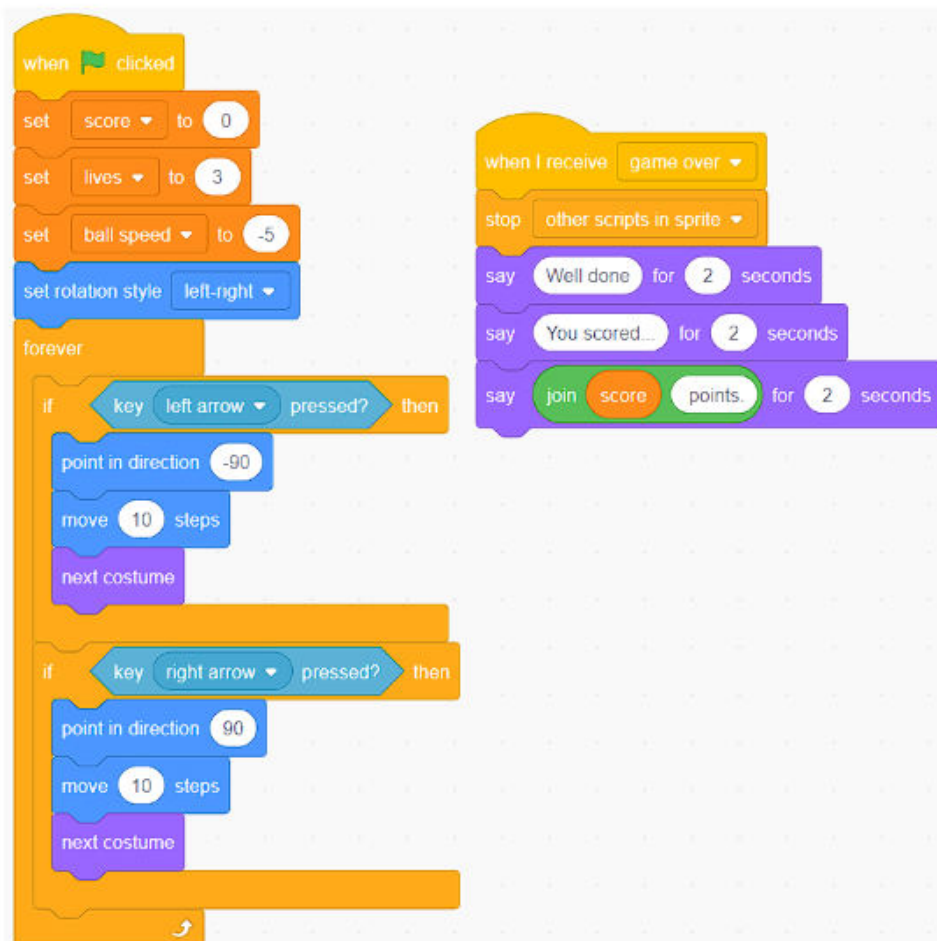 when clicked
set score to 0
set lives to 3
set ball speed to -5
set rotation style left-right
forever
if key left arrow pressed? then
point in direction -90
move 10 steps
next costume
if key right arrow pressed? then
point in direction 90
move 10 steps
next costume
when I receive game over
stop other scripts in sprite
say Well done for 2 seconds
say You scored... for 2 seconds
say join score points. for 2 seconds